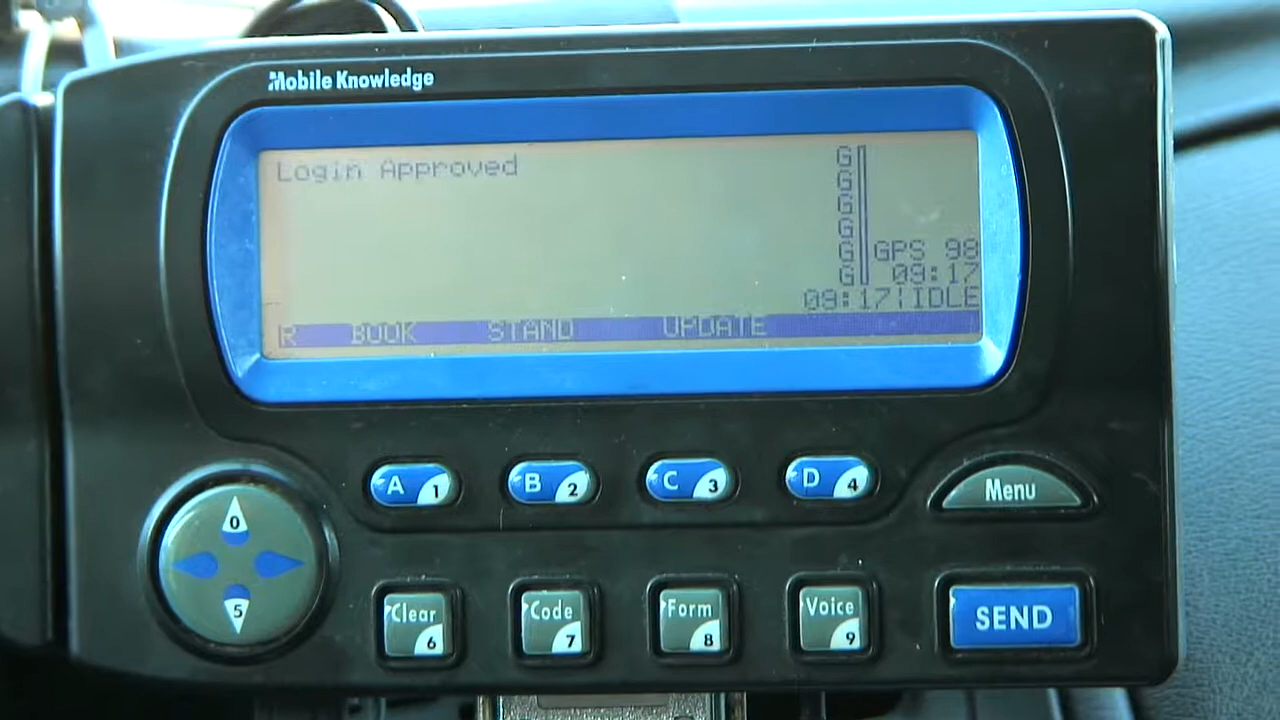 Mobile Knowledge
Login Approved
G
G
G
G
G GPS 98
G 09:17
09:17¦IDLE
R BOOK STAND UPDATE
A 1 B 2 C 3 D 4
Menu
0
5
Clear 6 Code 7 Form 8 Voice 9
SEND